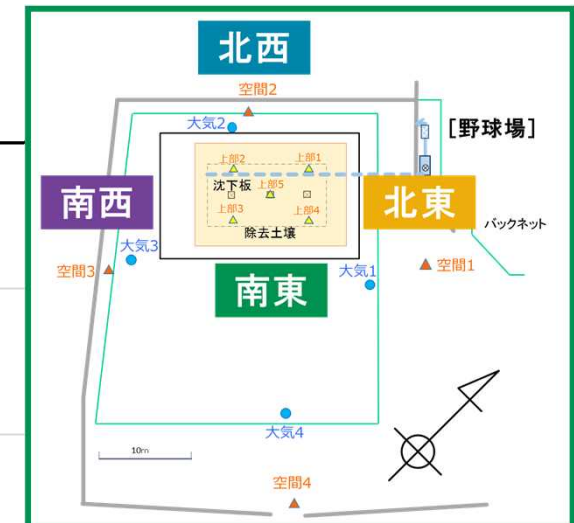 北西
空間2
大気2
[野球場]
上部2
上部1
沈下板
上部5
南西
北東
上部3
上部4
バックネット
除去土壌
大気3
空間3
空間1
南東
大気1
大気4
10m
空間4